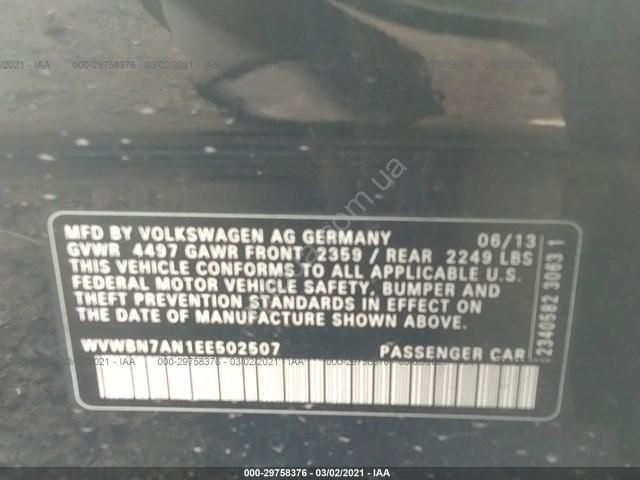 000-29758376 - 03/02/2021 - IAA
MFD BY VOLKSWAGEN AG GERMANY 06/13
GVWR 4497 GAWR FRONT 2359 / REAR 2249 LBS
THIS VEHICLE CONFORMS TO ALL APPLICABLE U.S.
FEDERAL MOTOR VEHICLE SAFETY, BUMPER AND
THEFT PREVENTION STANDARDS IN EFFECT ON
THE DATE OF MANUFACTURE SHOWN ABOVE.
WVWBN7AN1EE502507 PASSENGER CAR
2340582 3083 1
000-29758376 - 03/02/2021 - IAA